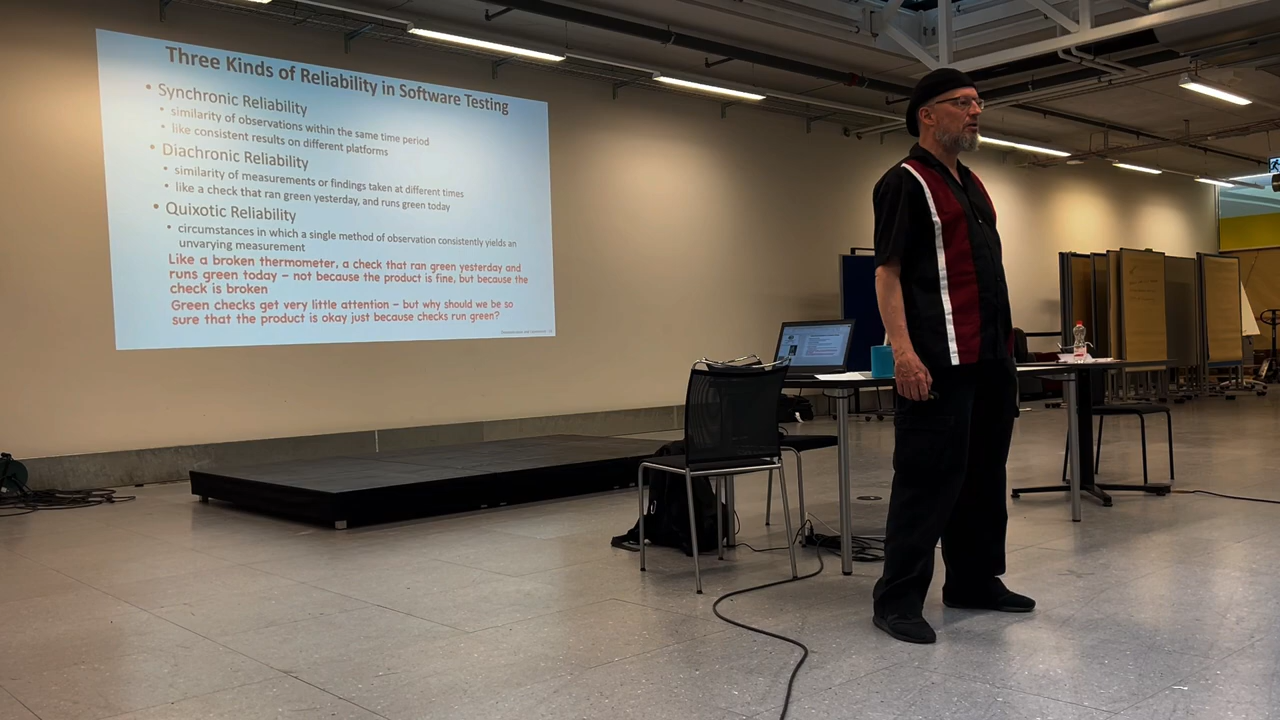 Three Kinds of Reliability in Software Testing
• Synchronic Reliability
• similarity of observations within the same time period
• like consistent results on different platforms
• Diachronic Reliability
• similarity of measurements or findings taken at different times
• like a check that ran green yesterday, and runs green today
• Quixotic Reliability
• circumstances in which a single method of observation consistently yields an
unvarying measurement
Like a broken thermometer, a check that ran green yesterday and
runs green today – not because the product is fine, but because the
check is broken
Green checks get very little attention – but why should we be so
sure that the product is okay just because checks run green?